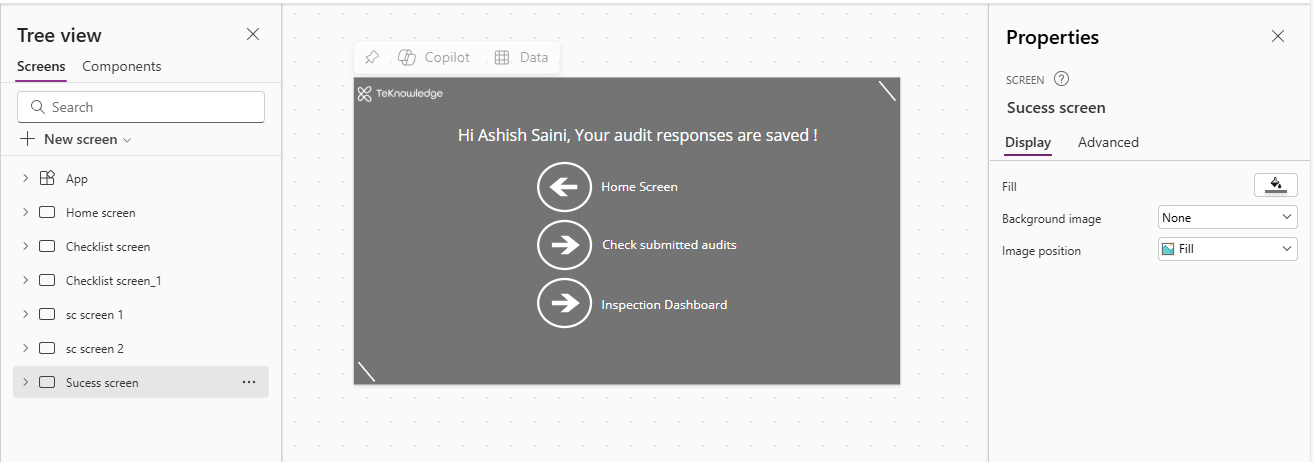 Tree view
Screens Components
Search
New screen
App
Home screen
Checklist screen
Checklist screen_1
sc screen 1
sc screen 2
Sucess screen
Copilot Data
TeKnowledge
Hi Ashish Saini, Your audit responses are saved !
Home Screen
Check submitted audits
Inspection Dashboard
Properties
SCREEN ?
Sucess screen
Display Advanced
Fill
Background image None
Image position Fill